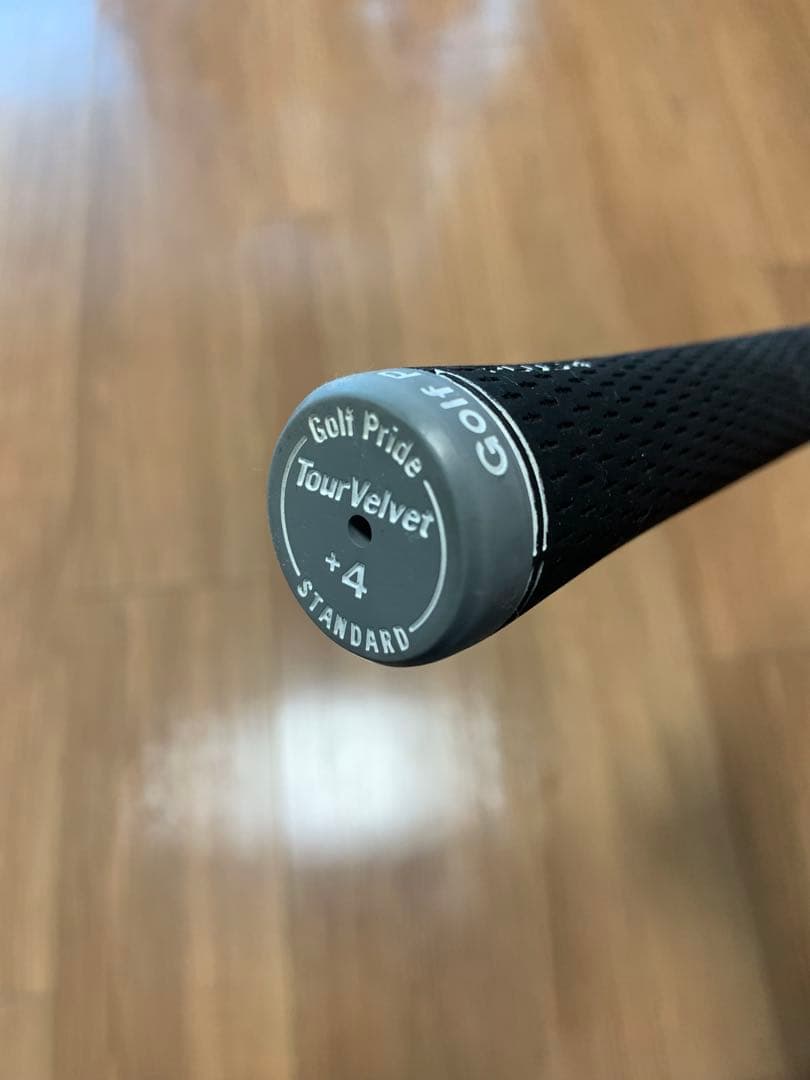 Golf Pride
TourVelvet
+4
STANDARD
Golf P